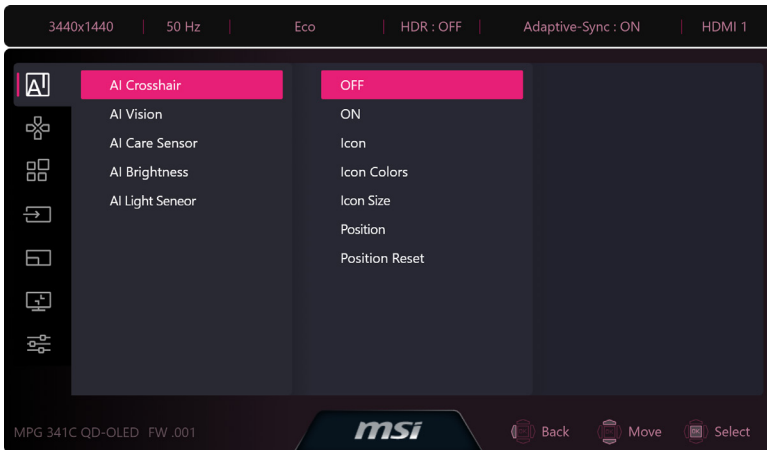 3440x1440 | 50 Hz | Eco | HDR : OFF | Adaptive-Sync : ON | HDMI 1
AI
AI Crosshair
AI Vision
AI Care Sensor
AI Brightness
AI Light Seneor
OFF
ON
Icon
Icon Colors
Icon Size
Position
Position Reset
MPG 341C QD-OLED FW .001
msi
Back
Move
OK Select